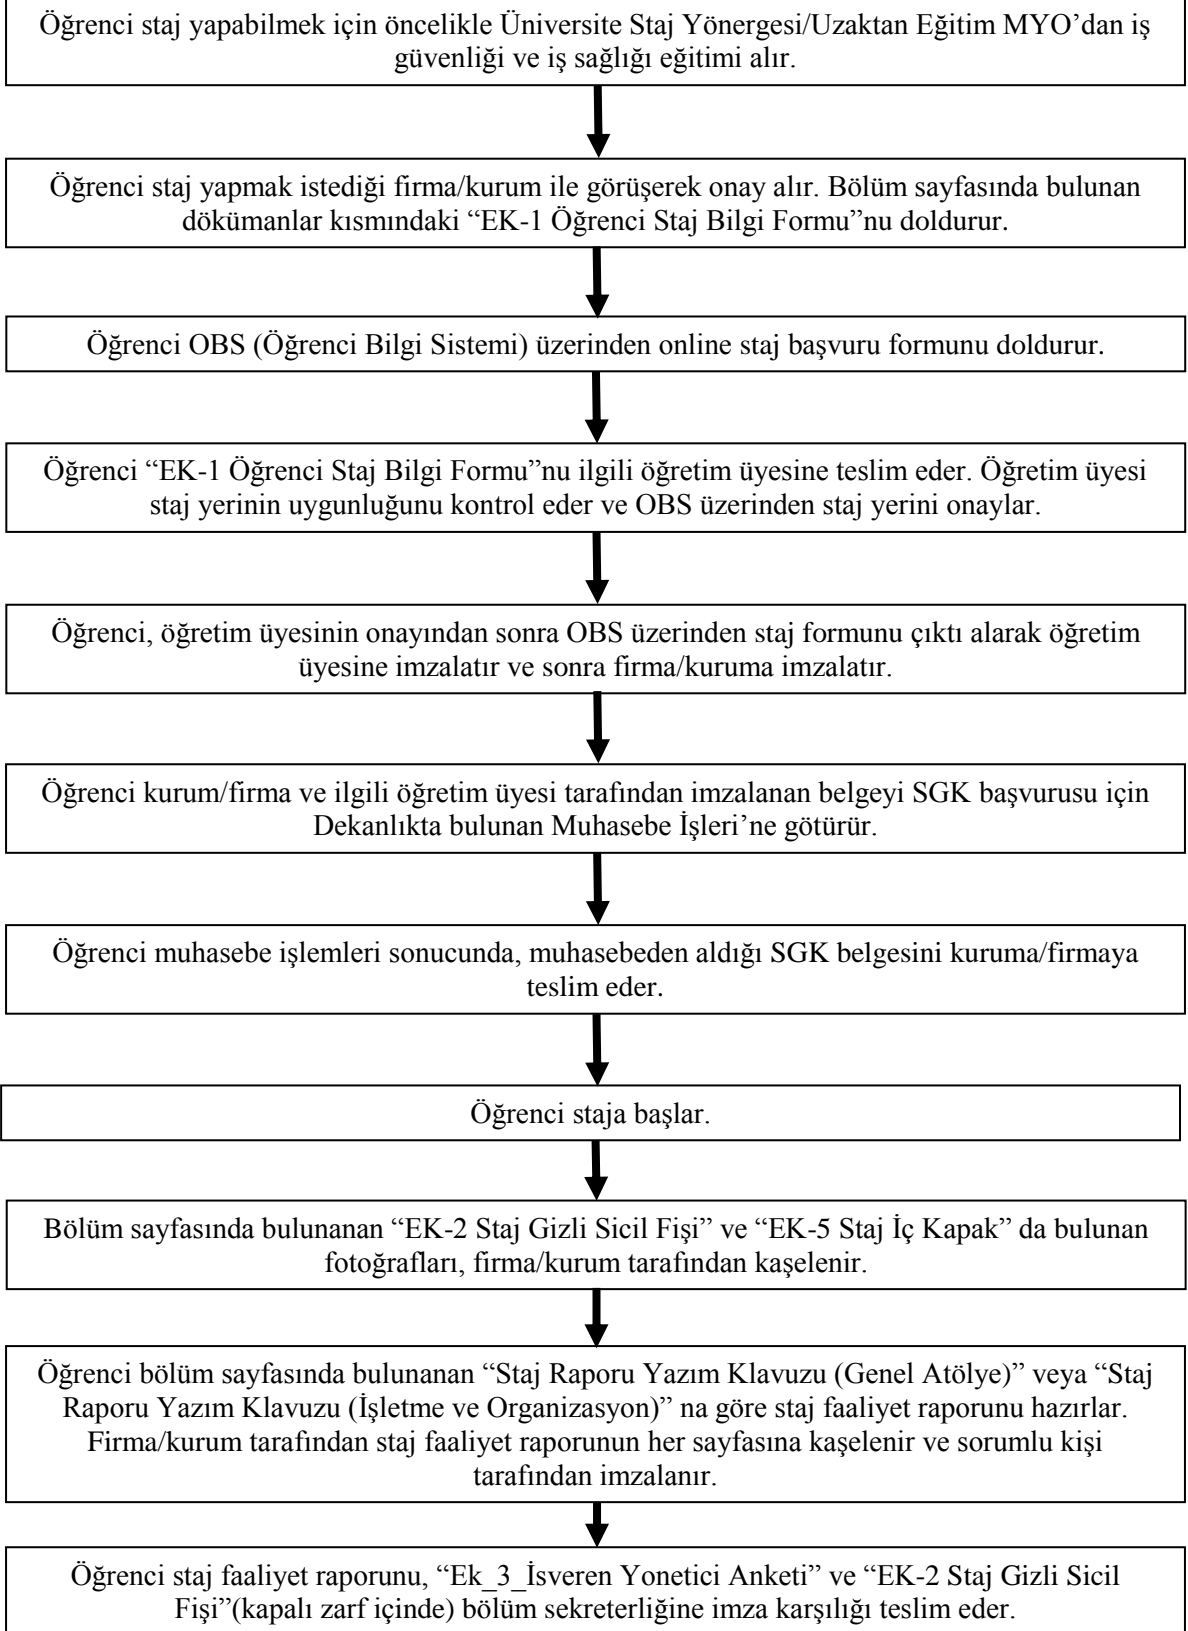 Öğrenci staj yapabilmek için öncelikle Üniversite Staj Yönergesi/Uzaktan Eğitim MYO’dan iş
güvenliği ve iş sağlığı eğitimi alır.
Öğrenci staj yapmak istediği firma/kurum ile görüşerek onay alır. Bölüm sayfasında bulunan
dökümanlar kısmındaki “EK-1 Öğrenci Staj Bilgi Formu”nu doldurur.
Öğrenci OBS (Öğrenci Bilgi Sistemi) üzerinden online staj başvuru formunu doldurur.
Öğrenci “EK-1 Öğrenci Staj Bilgi Formu”nu ilgili öğretim üyesine teslim eder. Öğretim üyesi
staj yerinin uygunluğunu kontrol eder ve OBS üzerinden staj yerini onaylar.
Öğrenci, öğretim üyesinin onayından sonra OBS üzerinden staj formunu çıktı alarak öğretim
üyesine imzalatır ve sonra firma/kuruma imzalatır.
Öğrenci kurum/firma ve ilgili öğretim üyesi tarafından imzalanan belgeyi SGK başvurusu için
Dekanlıkta bulunan Muhasebe İşleri’ne götürür.
Öğrenci muhasebe işlemleri sonucunda, muhasebeden aldığı SGK belgesini kuruma/firmaya
teslim eder.
Öğrenci staja başlar.
Bölüm sayfasında bulunanan “EK-2 Staj Gizli Sicil Fişi” ve “EK-5 Staj İç Kapak” da bulunan
fotoğrafları, firma/kurum tarafından kaşelenir.
Öğrenci bölüm sayfasında bulunanan “Staj Raporu Yazım Klavuzu (Genel Atölye)” veya “Staj
Raporu Yazım Klavuzu (İşletme ve Organizasyon)” na göre staj faaliyet raporunu hazırlar.
Firma/kurum tarafından staj faaliyet raporunun her sayfasına kaşelenir ve sorumlu kişi
tarafından imzalanır.
Öğrenci staj faaliyet raporunu, “Ek_3_İsveren Yonetici Anketi” ve “EK-2 Staj Gizli Sicil
Fişi”(kapalı zarf içinde) bölüm sekreterliğine imza karşılığı teslim eder.